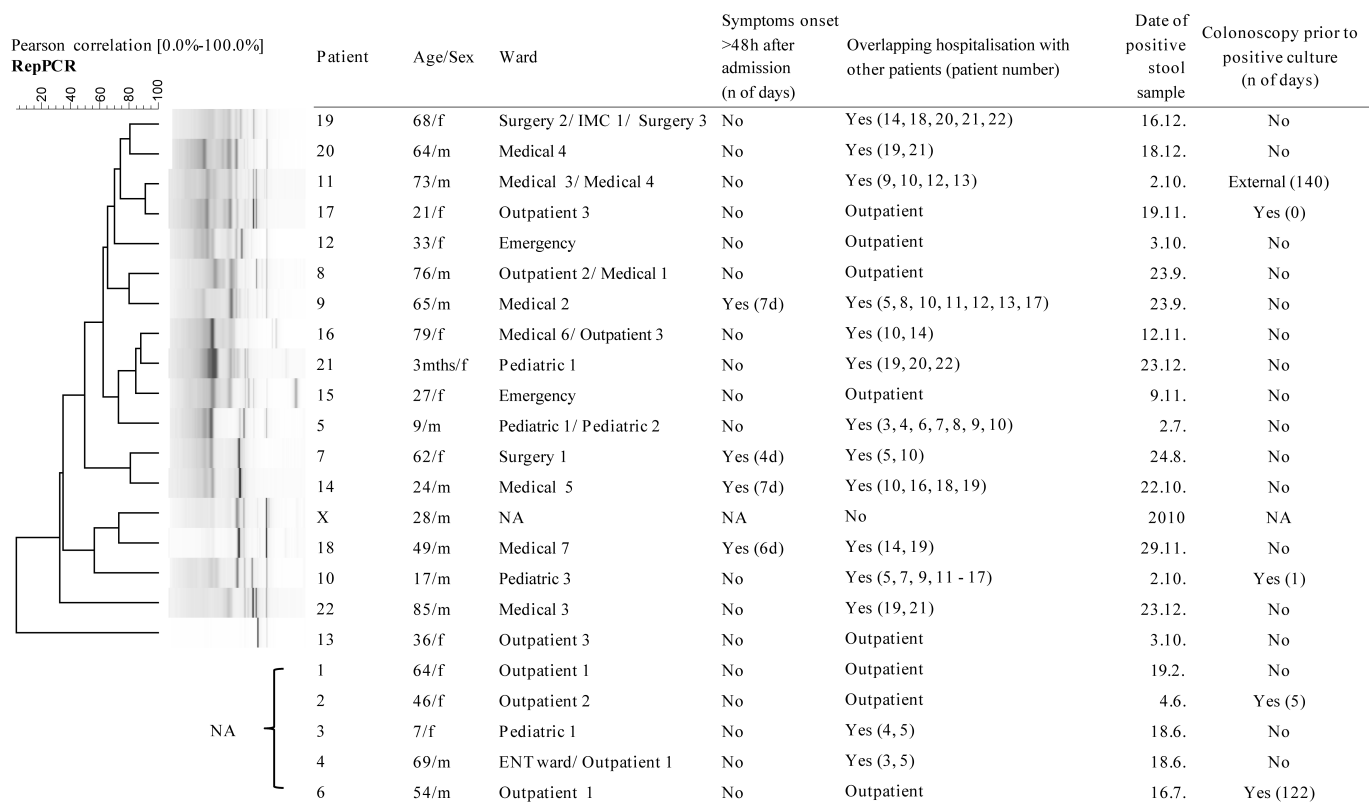 Pearson correlation [0.0%-100.0%]
RepPCR
20 40 60 80 100
Patient Age/Sex Ward Symptoms onset >48h after admission (n of days) Overlapping hospitalisation with other patients (patient number) Date of positive stool sample Colonoscopy prior to positive culture (n of days)
19 68/f Surgery 2/ IMC 1/ Surgery 3 No Yes (14, 18, 20, 21, 22) 16.12. No
20 64/m Medical 4 No Yes (19, 21) 18.12. No
11 73/m Medical 3/ Medical 4 No Yes (9, 10, 12, 13) 2.10. External (140)
17 21/f Outpatient 3 No Outpatient 19.11. Yes (0)
12 33/f Emergency No Outpatient 3.10. No
8 76/m Outpatient 2/ Medical 1 No Outpatient 23.9. No
9 65/m Medical 2 Yes (7d) Yes (5, 8, 10, 11, 12, 13, 17) 23.9. No
16 79/f Medical 6/ Outpatient 3 No Yes (10, 14) 12.11. No
21 3mths/f Pediatric 1 No Yes (19, 20, 22) 23.12. No
15 27/f Emergency No Outpatient 9.11. No
5 9/m Pediatric 1/ Pediatric 2 No Yes (3, 4, 6, 7, 8, 9, 10) 2.7. No
7 62/f Surgery 1 Yes (4d) Yes (5, 10) 24.8. No
14 24/m Medical 5 Yes (7d) Yes (10, 16, 18, 19) 22.10. No
X 28/m NA NA No 2010 NA
18 49/m Medical 7 Yes (6d) Yes (14, 19) 29.11. No
10 17/m Pediatric 3 No Yes (5, 7, 9, 11 - 17) 2.10. Yes (1)
22 85/m Medical 3 No Yes (19, 21) 23.12. No
13 36/f Outpatient 3 No Outpatient 3.10. No
1 64/f Outpatient 1 No Outpatient 19.2. No
2 46/f Outpatient 2 No Outpatient 4.6. Yes (5)
NA 3 7/f Pediatric 1 No Yes (4, 5) 18.6. No
4 69/m ENT ward/ Outpatient 1 No Yes (3, 5) 18.6. No
6 54/m Outpatient 1 No Outpatient 16.7. Yes (122)